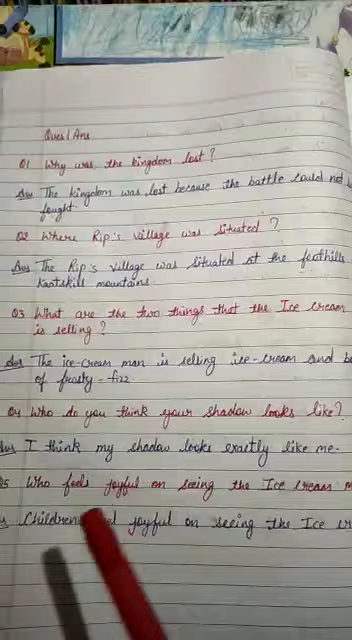 Ques/Ans
Q1 Why was the kingdom lost?
Ans The kingdom was lost because the battle could not
fought.
Q2 Where Rip's village was situated?
Ans The Rip's village was situated at the foothills
Kaatskill mountains.
Q3 What are the two things that the Ice cream
is selling?
Ans The ice-cream man is selling ice-cream and
of frosty-fizz.
Q4 Who do you think your shadow looks like?
Ans I think my shadow looks exactly like me.
Who feels joyful on seeing the Ice cream
Children joyful on seeing the Ice